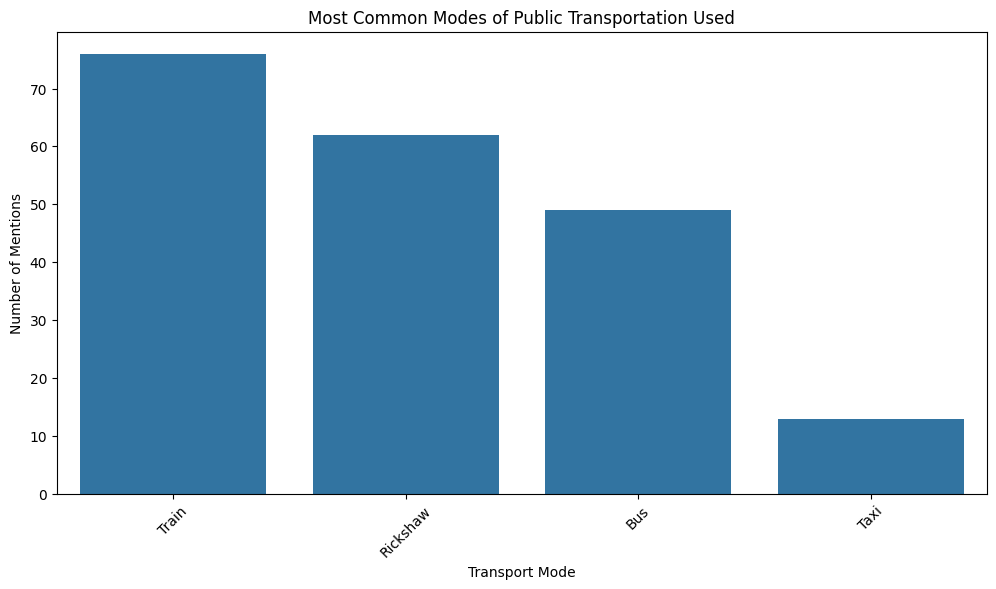 Most Common Modes of Public Transportation Used
Number of Mentions
70
60
50
40
30
20
10
0
Train
Rickshaw
Bus
Taxi
Transport Mode